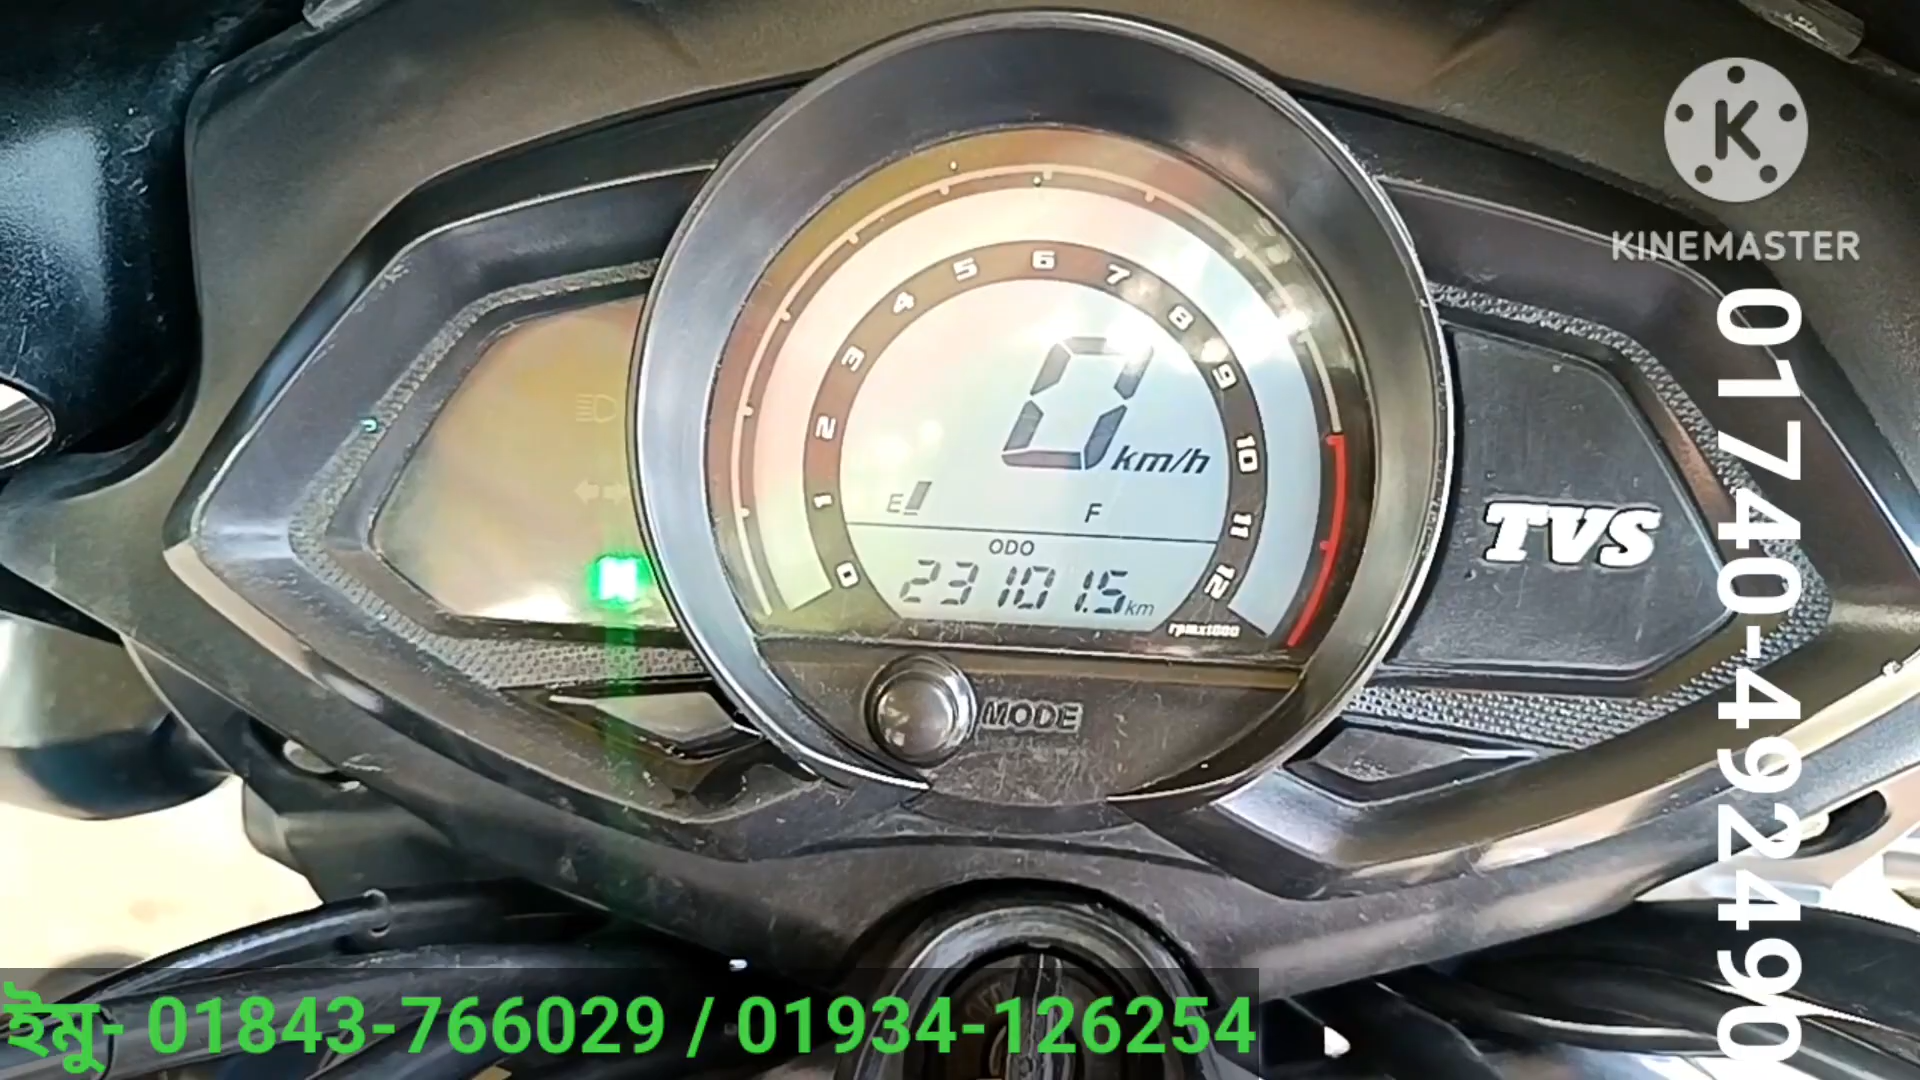 KINEMASTER
01740-492490
5 6 7
4 8
3 9
2 10
1 11
0 12
0 km/h
E F
ODO
23101.5 km
rpmx1000
MODE
TVS
ইমু- 01843-766029 / 01934-126254